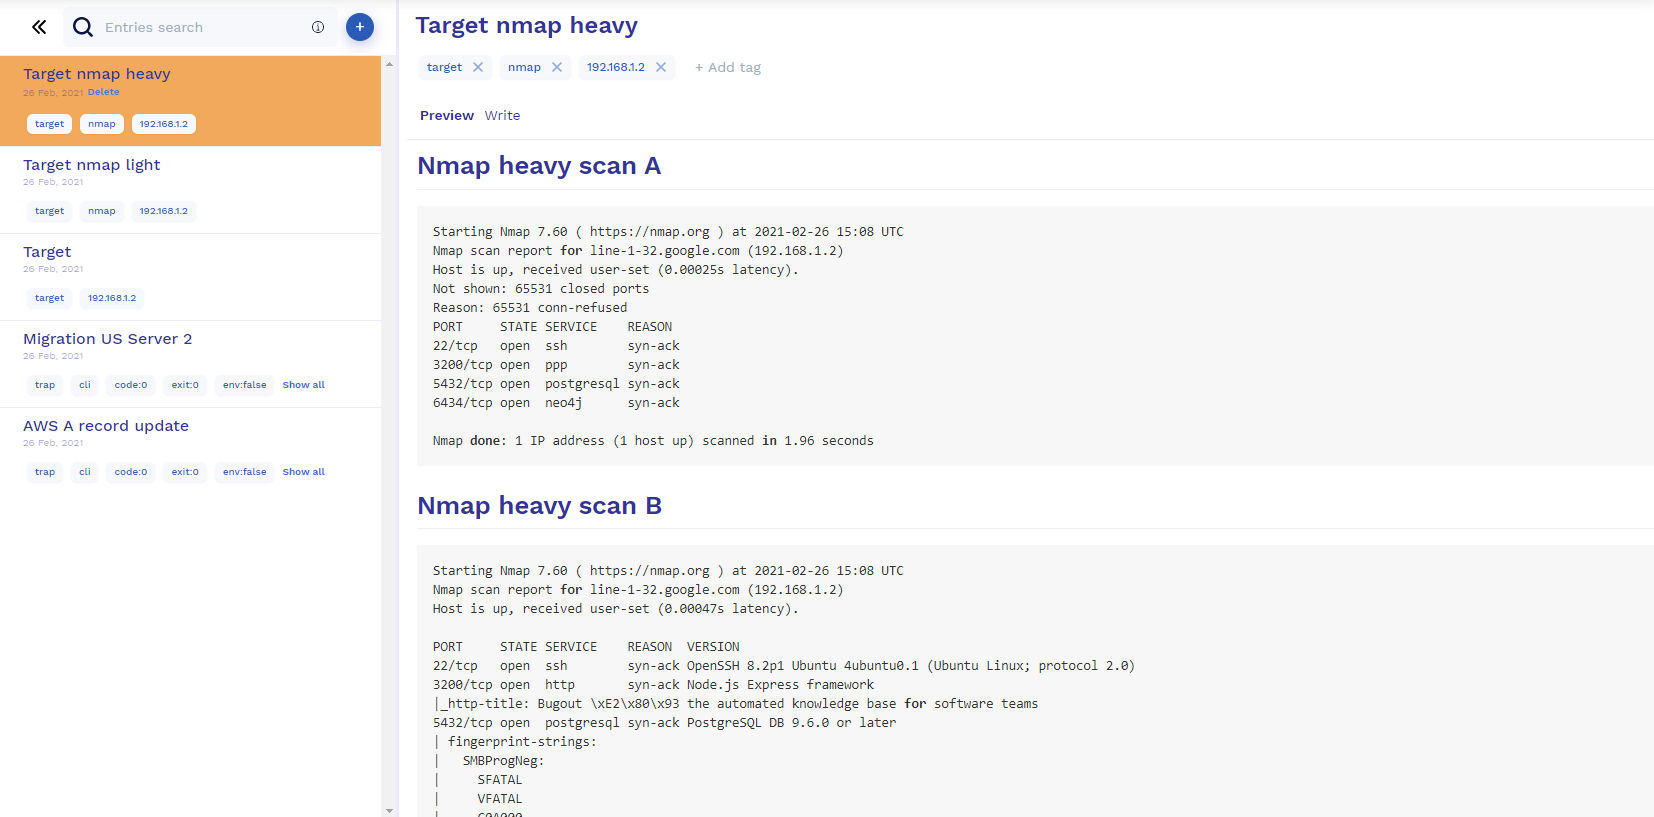 Entries search
+
Target nmap heavy
26 Feb, 2021 Delete
target nmap 192.168.1.2
Target nmap light
26 Feb, 2021
target nmap 192.168.1.2
Target
26 Feb, 2021
target 192.168.1.2
Migration US Server 2
26 Feb, 2021
trap cli code:0 exit:0 env:false Show all
AWS A record update
26 Feb, 2021
trap cli code:0 exit:0 env:false Show all
Target nmap heavy
target nmap 192.168.1.2 + Add tag
Preview Write
Nmap heavy scan A
Starting Nmap 7.60 ( https://nmap.org ) at 2021-02-26 15:08 UTC
Nmap scan report for line-1-32.google.com (192.168.1.2)
Host is up, received user-set (0.00025s latency).
Not shown: 65531 closed ports
Reason: 65531 conn-refused
PORT     STATE SERVICE    REASON
22/tcp   open  ssh        syn-ack
3200/tcp open  ppp        syn-ack
5432/tcp open  postgresql syn-ack
6434/tcp open  neo4j      syn-ack
Nmap done: 1 IP address (1 host up) scanned in 1.96 seconds
Nmap heavy scan B
Starting Nmap 7.60 ( https://nmap.org ) at 2021-02-26 15:08 UTC
Nmap scan report for line-1-32.google.com (192.168.1.2)
Host is up, received user-set (0.00047s latency).
PORT     STATE SERVICE    REASON  VERSION
22/tcp   open  ssh        syn-ack OpenSSH 8.2p1 Ubuntu 4ubuntu0.1 (Ubuntu Linux; protocol 2.0)
3200/tcp open  http       syn-ack Node.js Express framework
|_http-title: Bugout \xE2\x80\x93 the automated knowledge base for software teams
5432/tcp open  postgresql syn-ack PostgreSQL DB 9.6.0 or later
| fingerprint-strings:
|   SMBProgNeg:
|     SFATAL
|     VFATAL